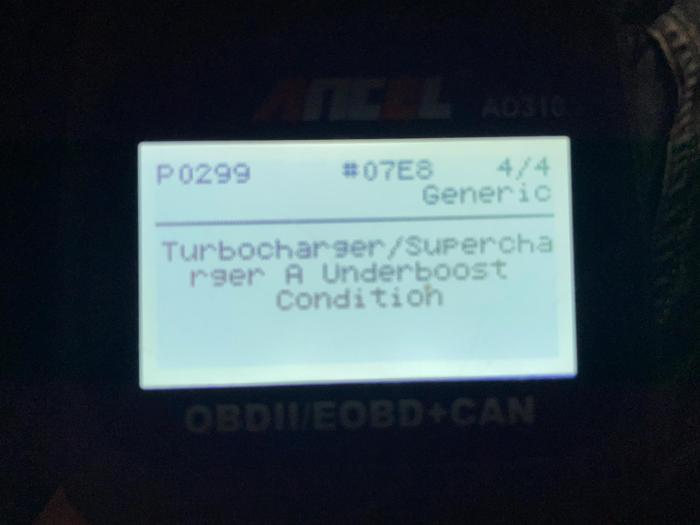 ANCEL AD310
P0299 #07E8 4/4
Generic
Turbocharger/Supercha
rger A Underboost
Condition
OBDII/EOBD+CAN